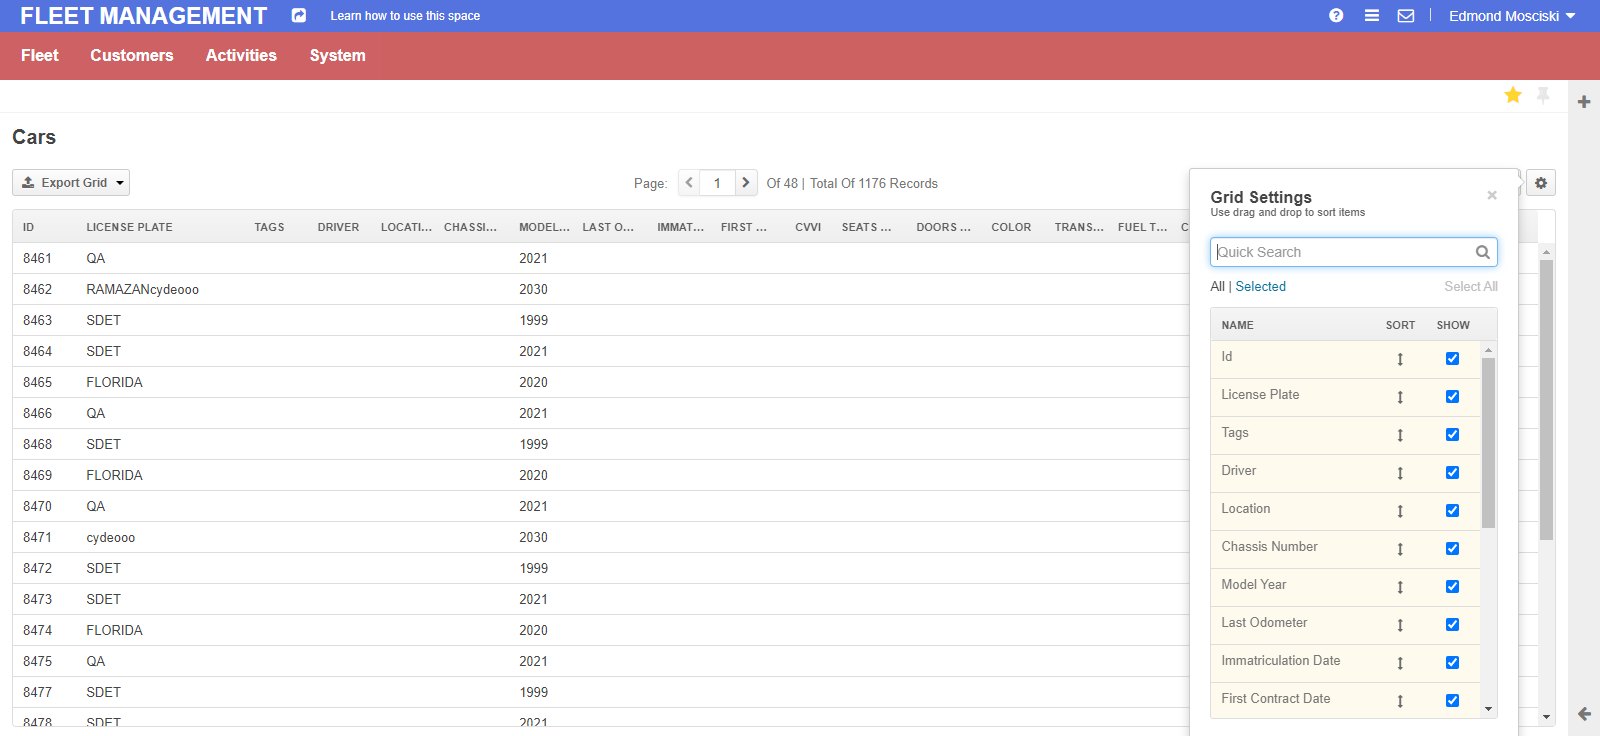 FLEET MANAGEMENT Learn how to use this space Edmond Mosciski
Fleet Customers Activities System
Cars
Export Grid Page: 1 Of 48 | Total Of 1176 Records
ID LICENSE PLATE TAGS DRIVER LOCATI... CHASSI... MODEL... LAST O... IMMAT... FIRST ... CVVI SEATS ... DOORS ... COLOR TRANS... FUEL T... C
8461 QA 2021
8462 RAMAZANcydeooo 2030
8463 SDET 1999
8464 SDET 2021
8465 FLORIDA 2020
8466 QA 2021
8468 SDET 1999
8469 FLORIDA 2020
8470 QA 2021
8471 cydeooo 2030
8472 SDET 1999
8473 SDET 2021
8474 FLORIDA 2020
8475 QA 2021
8477 SDET 1999
8478 SDET 2021
Grid Settings
Use drag and drop to sort items
Quick Search
All | Selected Select All
NAME SORT SHOW
Id
License Plate
Tags
Driver
Location
Chassis Number
Model Year
Last Odometer
Immatriculation Date
First Contract Date